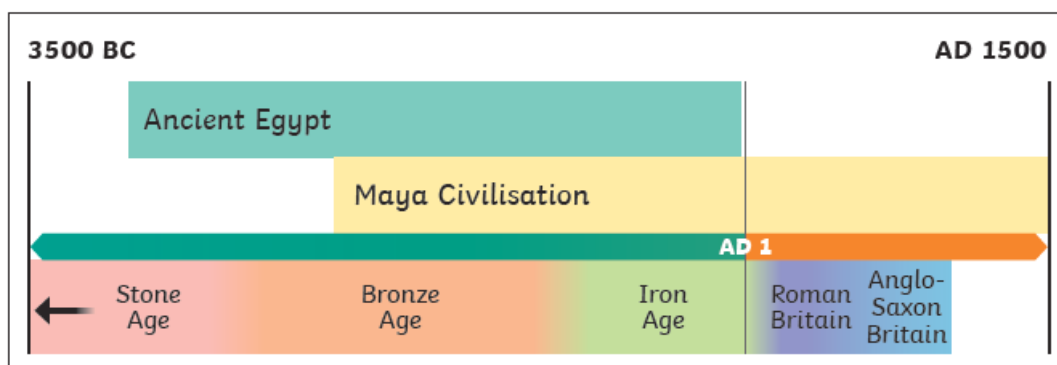 3500 BC
AD 1500
Ancient Egypt
Maya Civilisation
AD 1
Stone
Age
Bronze
Age
Iron
Age
Roman
Britain
Anglo-
Saxon
Britain